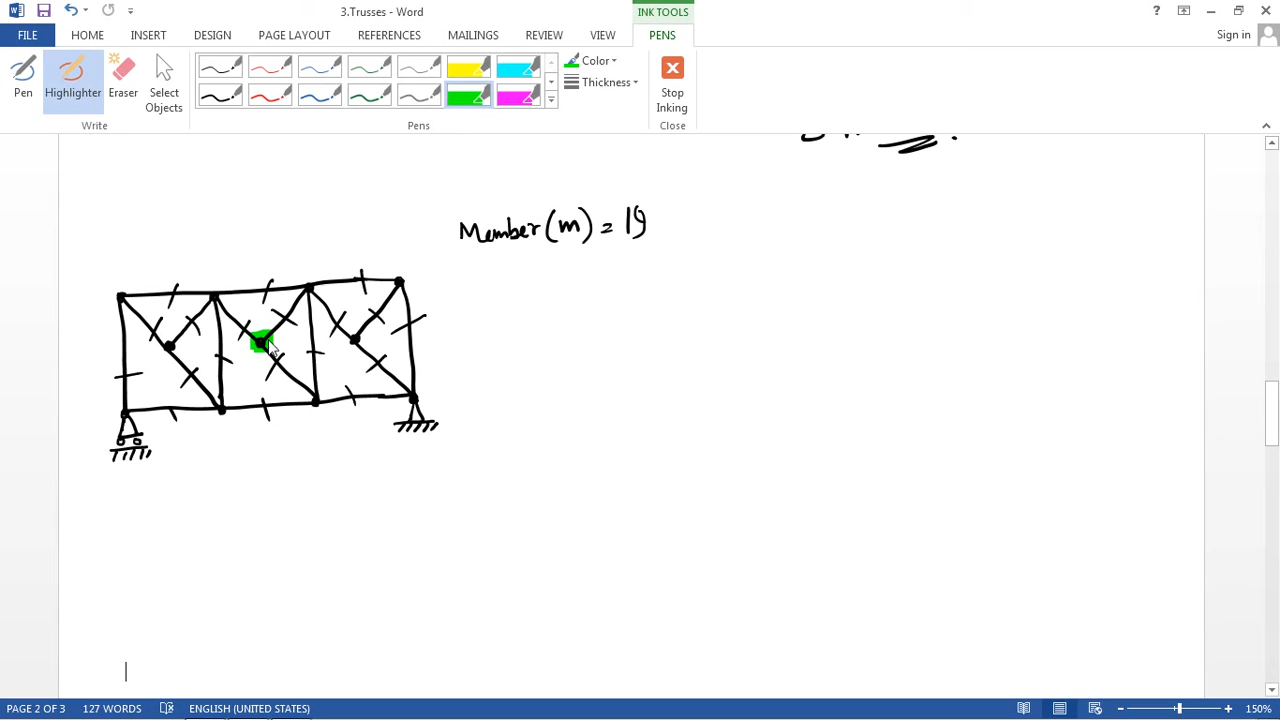 3.Trusses - Word
INK TOOLS
? 
Sign in
FILE HOME INSERT DESIGN PAGE LAYOUT REFERENCES MAILINGS REVIEW VIEW PENS
Pen Highlighter Eraser Select Objects
Color
Thickness
Stop Inking
Write Pens Close
Member (m) = 19
PAGE 2 OF 3 127 WORDS ENGLISH (UNITED STATES) 150%